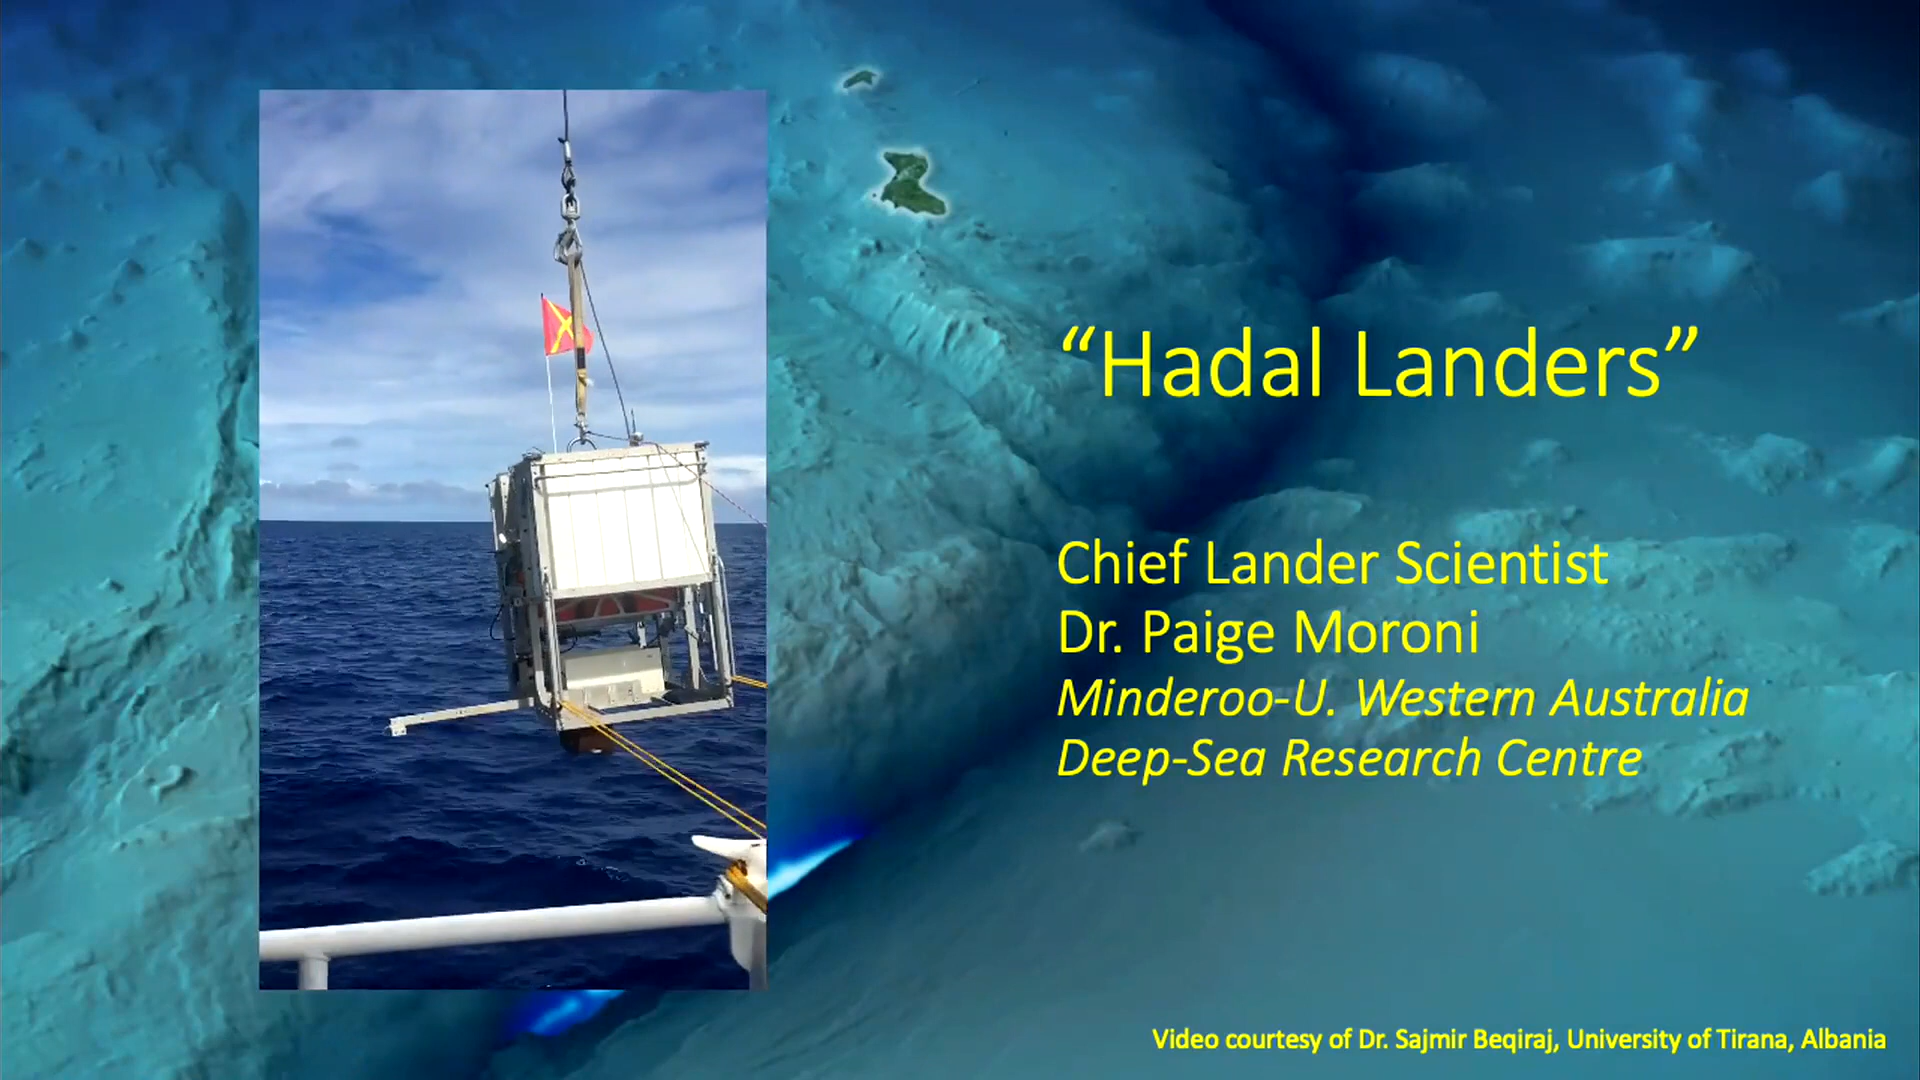 “Hadal Landers”
Chief Lander Scientist
Dr. Paige Moroni
Minderoo-U. Western Australia
Deep-Sea Research Centre
Video courtesy of Dr. Sajmir Beqiraj, University of Tirana, Albania